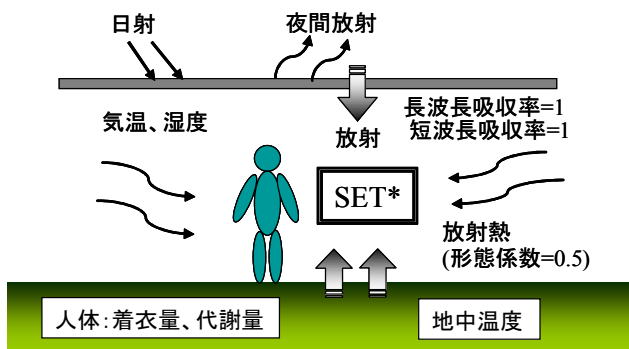 日射
夜間放射
気温、湿度
放射
長波長吸収率=1
短波長吸収率=1
SET*
放射熱
(形態係数=0.5)
人体：着衣量、代謝量
地中温度